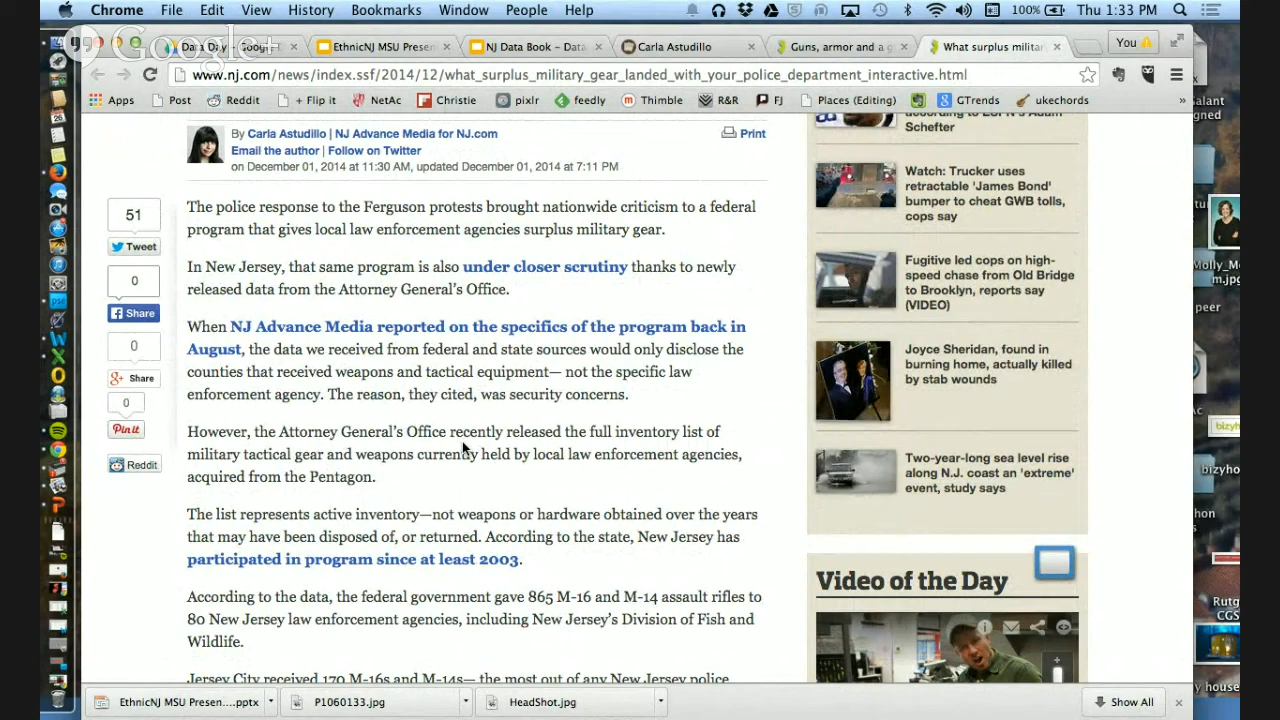 Chrome File Edit View History Bookmarks Window People Help 100% Thu 1:33 PM
Google+
Data Day - Goog EthnicNJ MSU Presen NJ Data Book - Data Carla Astudillo Guns, armor and a g What surplus milita You
www.nj.com/news/index.ssf/2014/12/what_surplus_military_gear_landed_with_your_police_department_interactive.html
Apps Post Reddit + Flip it NetAc Christie pixlr feedly Thimble R&R FJ Places (Editing) GTrends ukechords »
By Carla Astudillo | NJ Advance Media for NJ.com
Print
Email the author | Follow on Twitter
on December 01, 2014 at 11:30 AM, updated December 01, 2014 at 7:11 PM
51
Tweet
0
Share
0
Share
0
Pin it
Reddit
The police response to the Ferguson protests brought nationwide criticism to a federal
program that gives local law enforcement agencies surplus military gear.
In New Jersey, that same program is also under closer scrutiny thanks to newly
released data from the Attorney General's Office.
When NJ Advance Media reported on the specifics of the program back in
August, the data we received from federal and state sources would only disclose the
counties that received weapons and tactical equipment— not the specific law
enforcement agency. The reason, they cited, was security concerns.
However, the Attorney General's Office recently released the full inventory list of
military tactical gear and weapons currently held by local law enforcement agencies,
acquired from the Pentagon.
The list represents active inventory—not weapons or hardware obtained over the years
that may have been disposed of, or returned. According to the state, New Jersey has
participated in program since at least 2003.
According to the data, the federal government gave 865 M-16 and M-14 assault rifles to
80 New Jersey law enforcement agencies, including New Jersey's Division of Fish and
Wildlife.
Jersey City received 170 M-16s and M-14s— the most out of any New Jersey police
according to ESPN's Adam
Schefter
Watch: Trucker uses
retractable 'James Bond'
bumper to cheat GWB tolls,
cops say
Fugitive led cops on high-
speed chase from Old Bridge
to Brooklyn, reports say
(VIDEO)
Joyce Sheridan, found in
burning home, actually killed
by stab wounds
Two-year-long sea level rise
along N.J. coast an 'extreme'
event, study says
Video of the Day
alant
gned
Molly_M
m.jpg
peer
Ac
bizyh
bizyho
hon
Rutg
CGS
y house
EthnicNJ MSU Presen....pptx P1060133.jpg HeadShot.jpg Show All